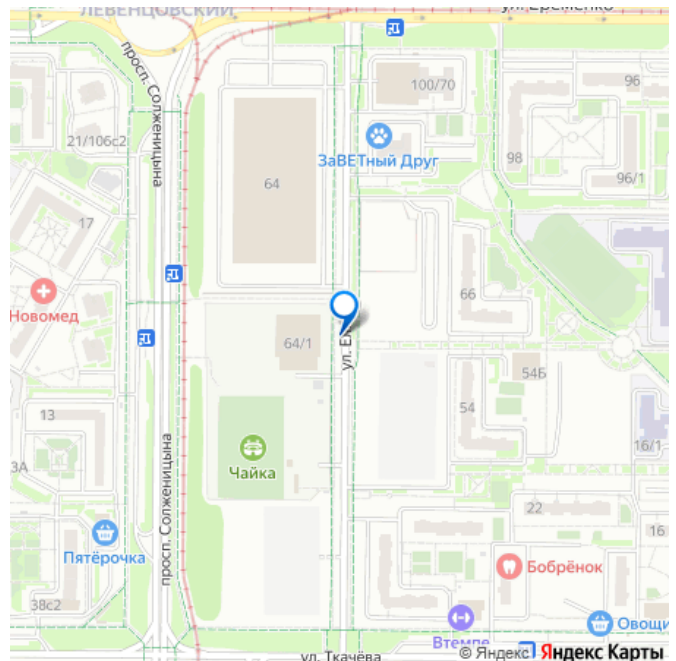 ЛЕВЕНЦОВСКИЙ
ул. Ерёменко
просп. Солженицына
100/70
96
21/106с2
ЗаВЕТный Друг
98
64
96/1
17
66
Новомед
64/1
ул. Е
54Б
54
13
16/1
3А
Чайка
просп. Солженицына
22
16
Пятёрочка
Бобрёнок
38с2
Втемпе
Овощи
ул. Ткачёва
© Яндекс Яндекс Карты